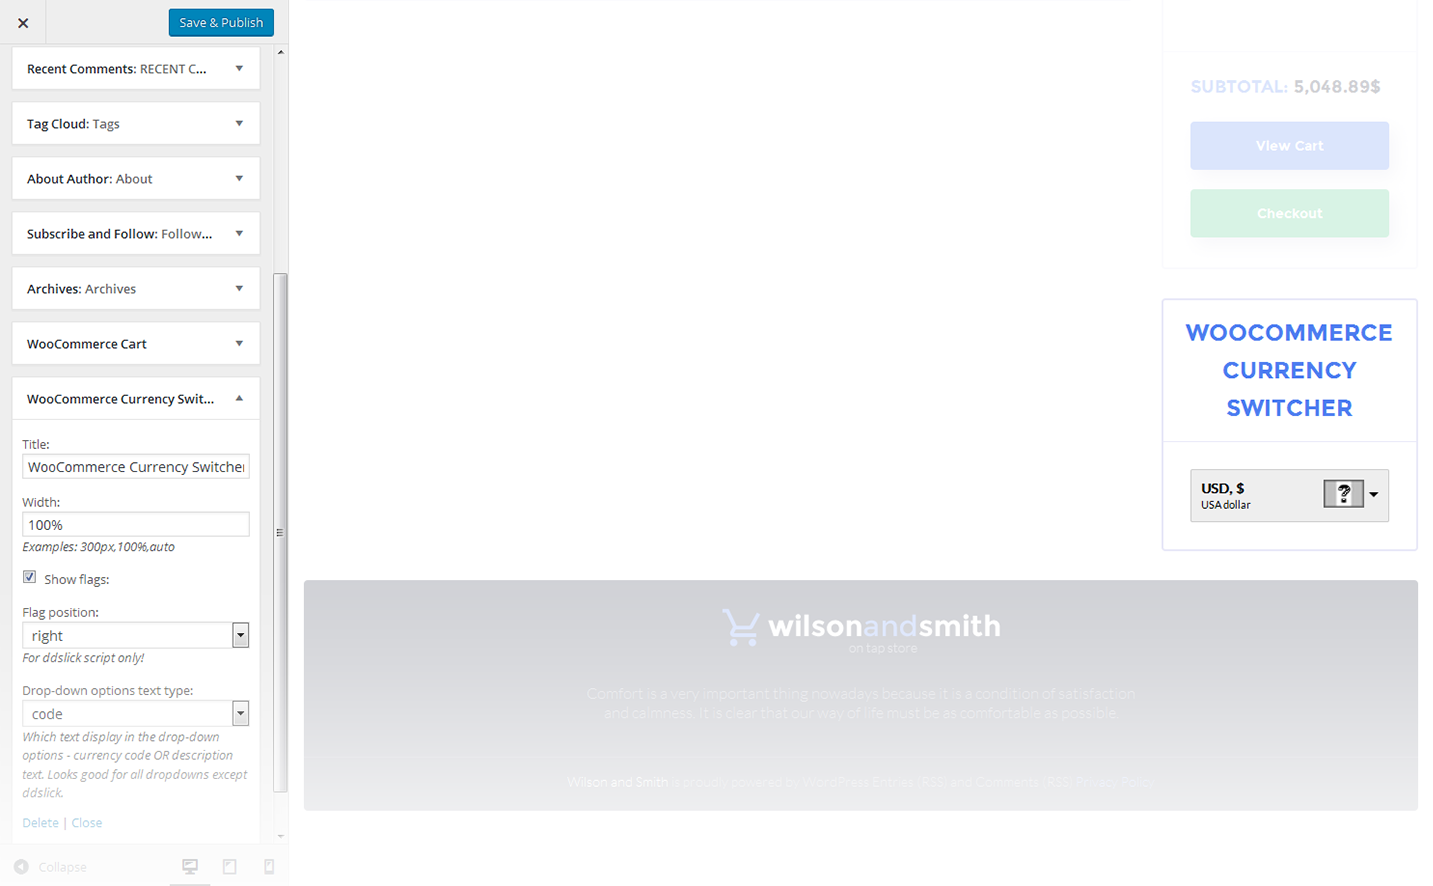 Save & Publish
Recent Comments: RECENT C...
Tag Cloud: Tags
About Author: About
Subscribe and Follow: Follow...
Archives: Archives
WooCommerce Cart
WooCommerce Currency Swit...
Title:
WooCommerce Currency Switcher
Width:
100%
Examples: 300px,100%,auto
Show flags:
Flag position:
right
For ddslick script only!
Drop-down options text type:
code
Which text display in the drop-down
options - currency code OR description
text. Looks good for all dropdowns except
ddslick.
Delete | Close
Collapse
SUBTOTAL: 5,048.89$
View Cart
Checkout
WOOCOMMERCE
CURRENCY
SWITCHER
USD, $
USA dollar
?
wilsonandsmith
on tap store
Comfort is a very important thing nowadays because it is a condition of satisfaction
and calmness. It is clear that our way of life must be as comfortable as possible.
Wilson and Smith is proudly powered by WordPress Entries (RSS) and Comments (RSS) Privacy Policy